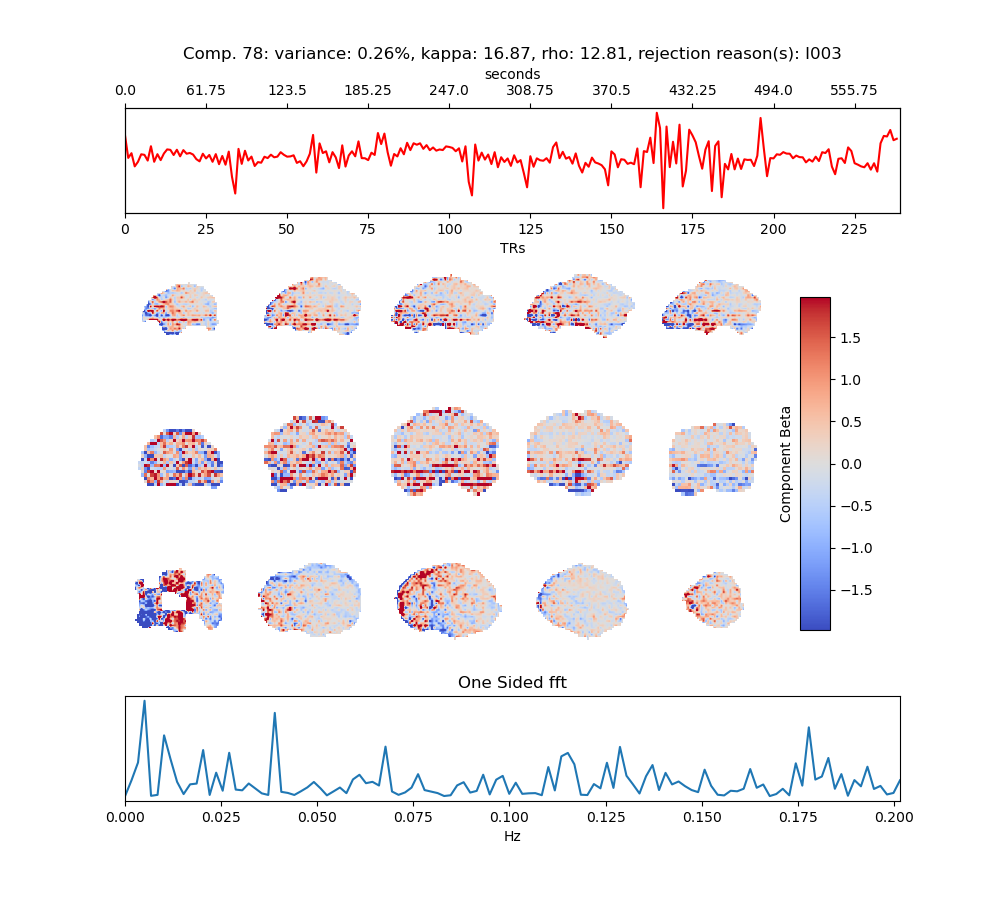 Comp. 78: variance: 0.26%, kappa: 16.87, rho: 12.81, rejection reason(s): I003
seconds
0.0 61.75 123.5 185.25 247.0 308.75 370.5 432.25 494.0 555.75
0 25 50 75 100 125 150 175 200 225
TRs
Component Beta
1.5
1.0
0.5
0.0
−0.5
−1.0
−1.5
One Sided fft
0.000 0.025 0.050 0.075 0.100 0.125 0.150 0.175 0.200
Hz